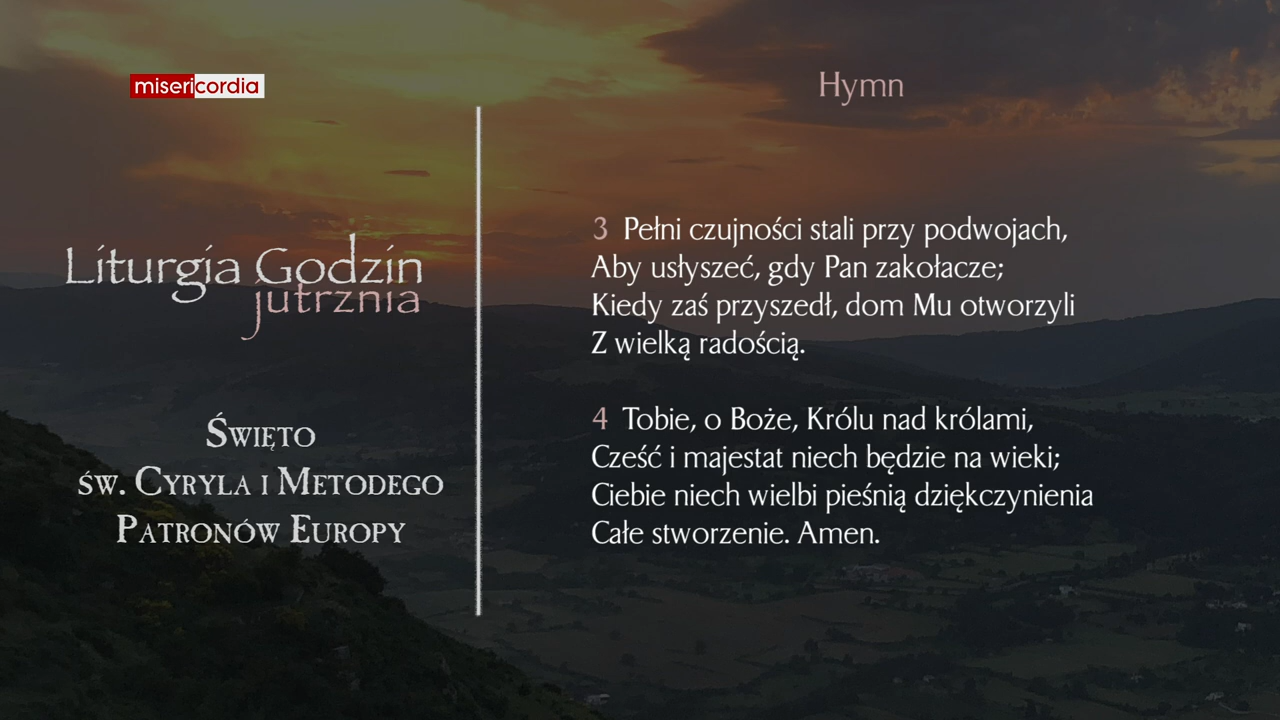 misericordia
Liturgia Godzin
jutrznia
Święto
św. Cyryla i Metodego
Patronów Europy
Hymn
3 Pełni czujności stali przy podwojach,
Aby usłyszeć, gdy Pan zakołacze;
Kiedy zaś przyszedł, dom Mu otworzyli
Z wielką radością.
4 Tobie, o Boże, Królu nad królami,
Cześć i majestat niech będzie na wieki;
Ciebie niech wielbi pieśnią dziękczynienia
Całe stworzenie. Amen.